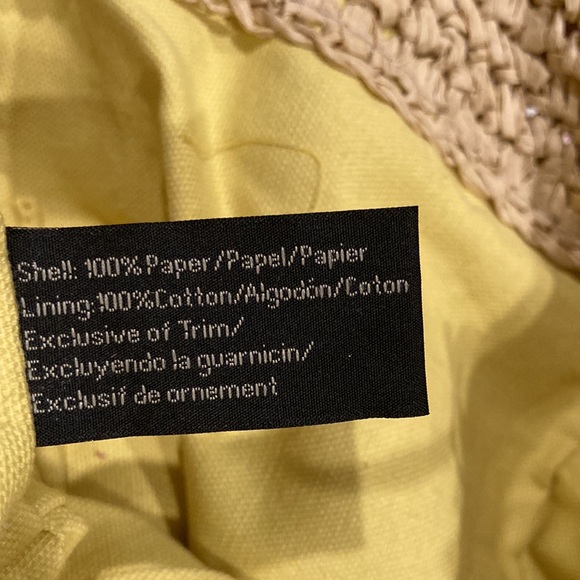 Shell: 100% Paper/Papel/Papier
Lining:100%Cotton/Algodón/Coton
Exclusive of Trim/
Excluyendo la guarnicin/
Exclusif de ornement